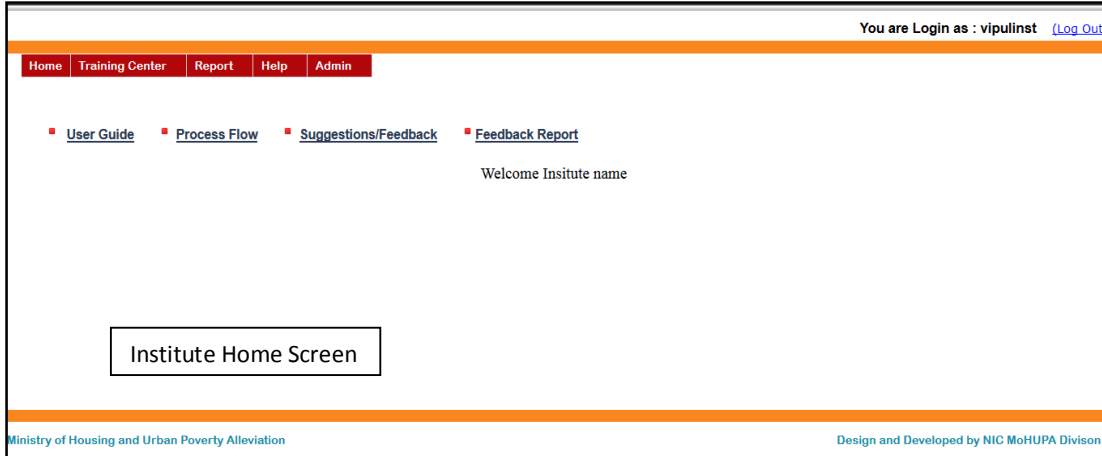 You are Login as : vipulinst (Log Out
Home Training Center Report Help Admin
User Guide Process Flow Suggestions/Feedback Feedback Report
Welcome Insitute name
Institute Home Screen
Ministry of Housing and Urban Poverty Alleviation Design and Developed by NIC MoHUPA Divison